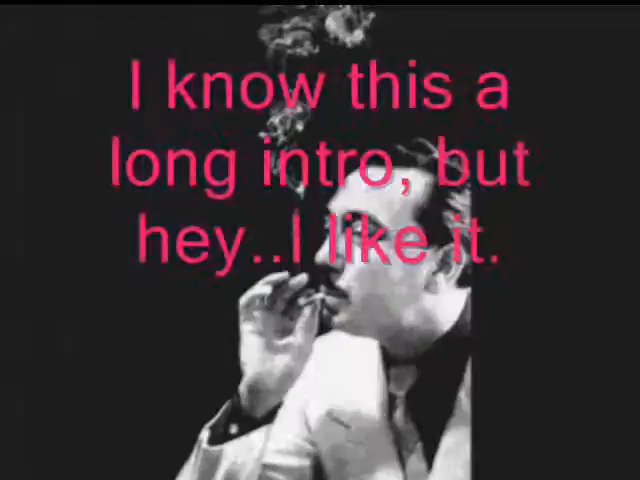 I know this a
long intro, but
hey..I like it.